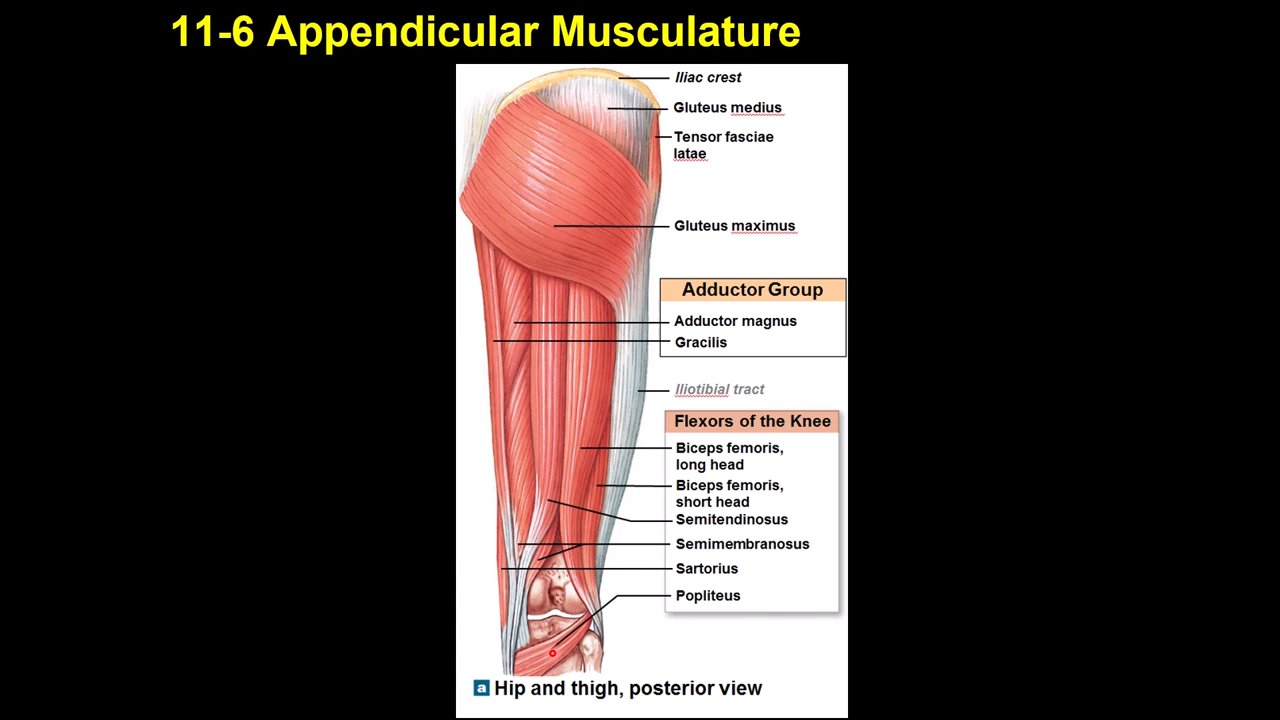 11-6 Appendicular Musculature
Iliac crest
Gluteus medius
Tensor fasciae
latae
Gluteus maximus
Adductor Group
Adductor magnus
Gracilis
Iliotibial tract
Flexors of the Knee
Biceps femoris,
long head
Biceps femoris,
short head
Semitendinosus
Semimembranosus
Sartorius
Popliteus
a Hip and thigh, posterior view